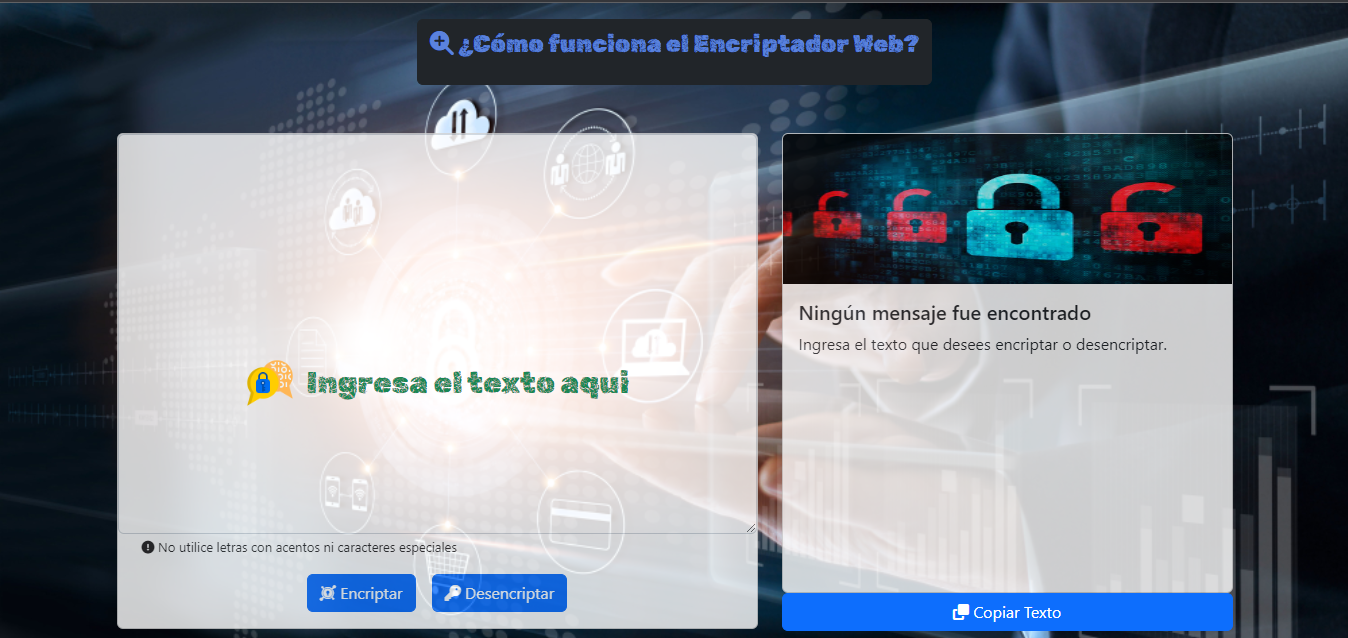 ¿Cómo funciona el Encriptador Web?
Ingresa el texto aqui
No utilice letras con acentos ni caracteres especiales
Encriptar
Desencriptar
Ningún mensaje fue encontrado
Ingresa el texto que desees encriptar o desencriptar.
Copiar Texto